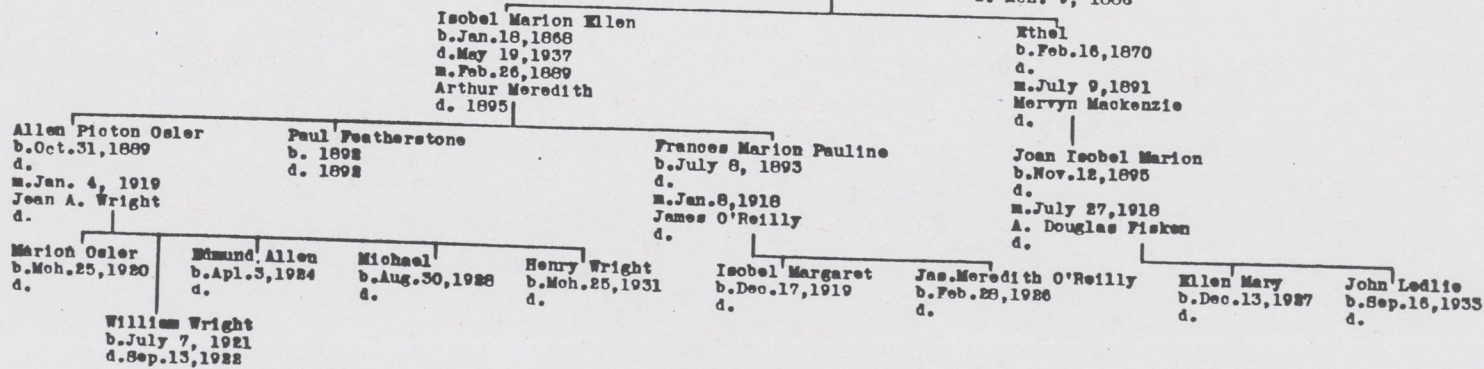 Isobel Marion Ellen
b.Jan.18,1868
d.May 19,1937
m.Feb.26,1889
Arthur Meredith
d. 1895
Ethel
b.Feb.16,1870
d.
m.July 9,1891
Mervyn Mackenzie
d.
Allen Picton Osler
b.Oct.31,1889
d.
m.Jan. 4, 1919
Jean A. Wright
d.
Paul Featherstone
b. 1892
d. 1892
Frances Marion Pauline
b.July 8, 1893
d.
m.Jan.8,1918
James O'Reilly
d.
Joan Isobel Marion
b.Nov.12,1895
d.
m.July 27,1918
A. Douglas Fisken
d.
Marion Osler
b.Mch.25,1920
d.
William Wright
b.July 7, 1921
d.Sep.13,1922
Edmund Allen
b.Apl.3,1924
d.
Michael
b.Aug.30,1928
d.
Henry Wright
b.Mch.25,1931
d.
Isobel Margaret
b.Dec.17,1919
d.
Jas.Meredith O'Reilly
b.Feb.28,1926
d.
Ellen Mary
b.Dec.13,1927
d.
John Ledlie
b.Sep.16,1933
d.